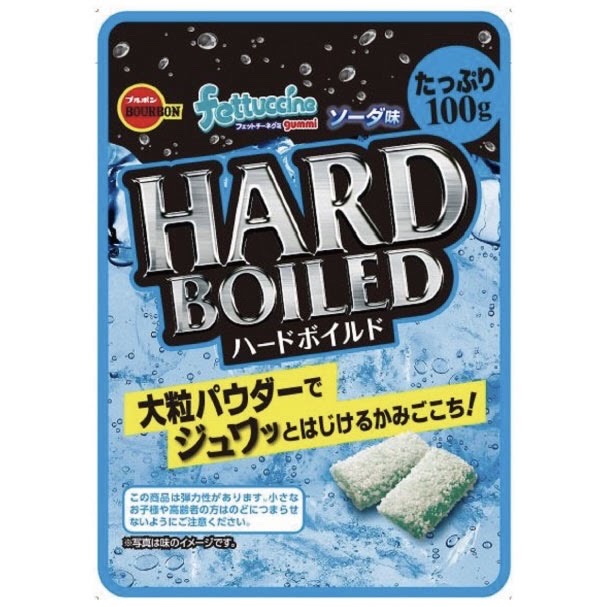 ブルボン
BOURBON
fettuccine
フェットチーネグミ gummi
ソーダ味
たっぷり
100g
HARD
BOILED
ハードボイルド
大粒パウダーで
ジュワッとはじけるかみごこち!
この商品は弾力性があります。小さな
お子様や高齢者の方はのどにつまらせ
ないようにご注意ください。
※写真は味のイメージです。